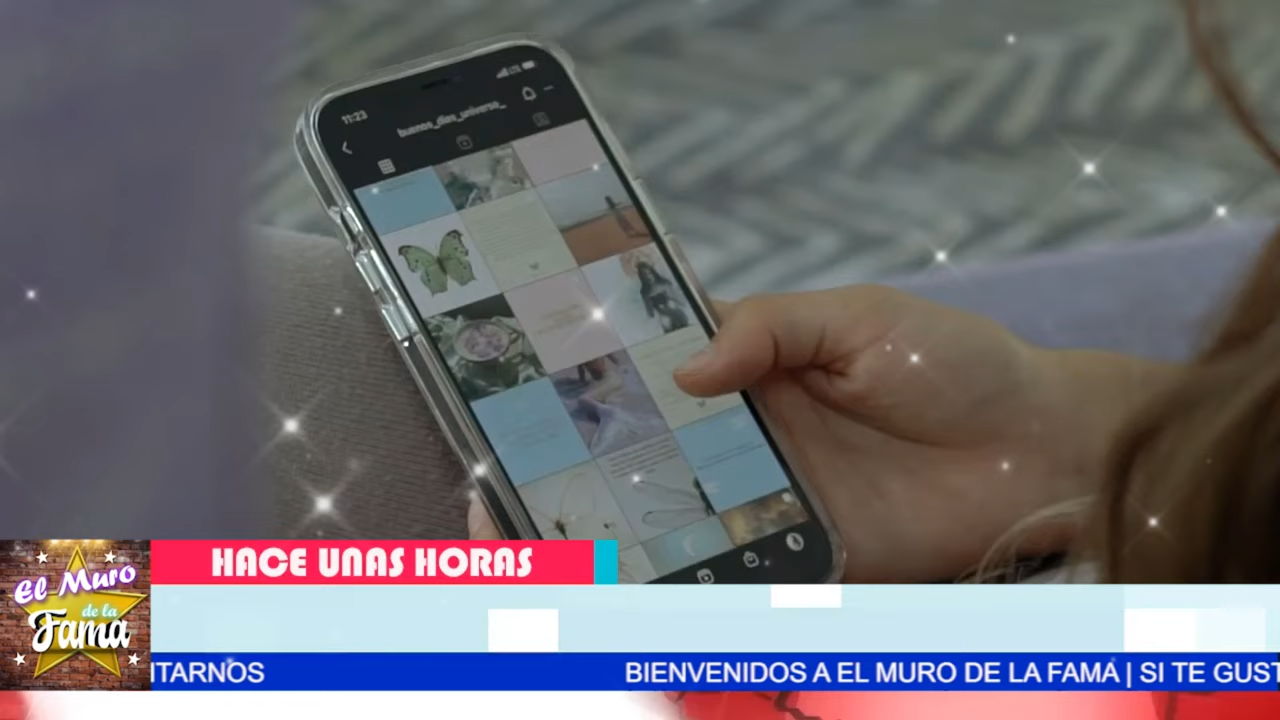 11:23
LTE
buenos_dias_universo_
HACE UNAS HORAS
El Muro
de la
Fama
ITARNOS
BIENVENIDOS A EL MURO DE LA FAMA | SI TE GUST